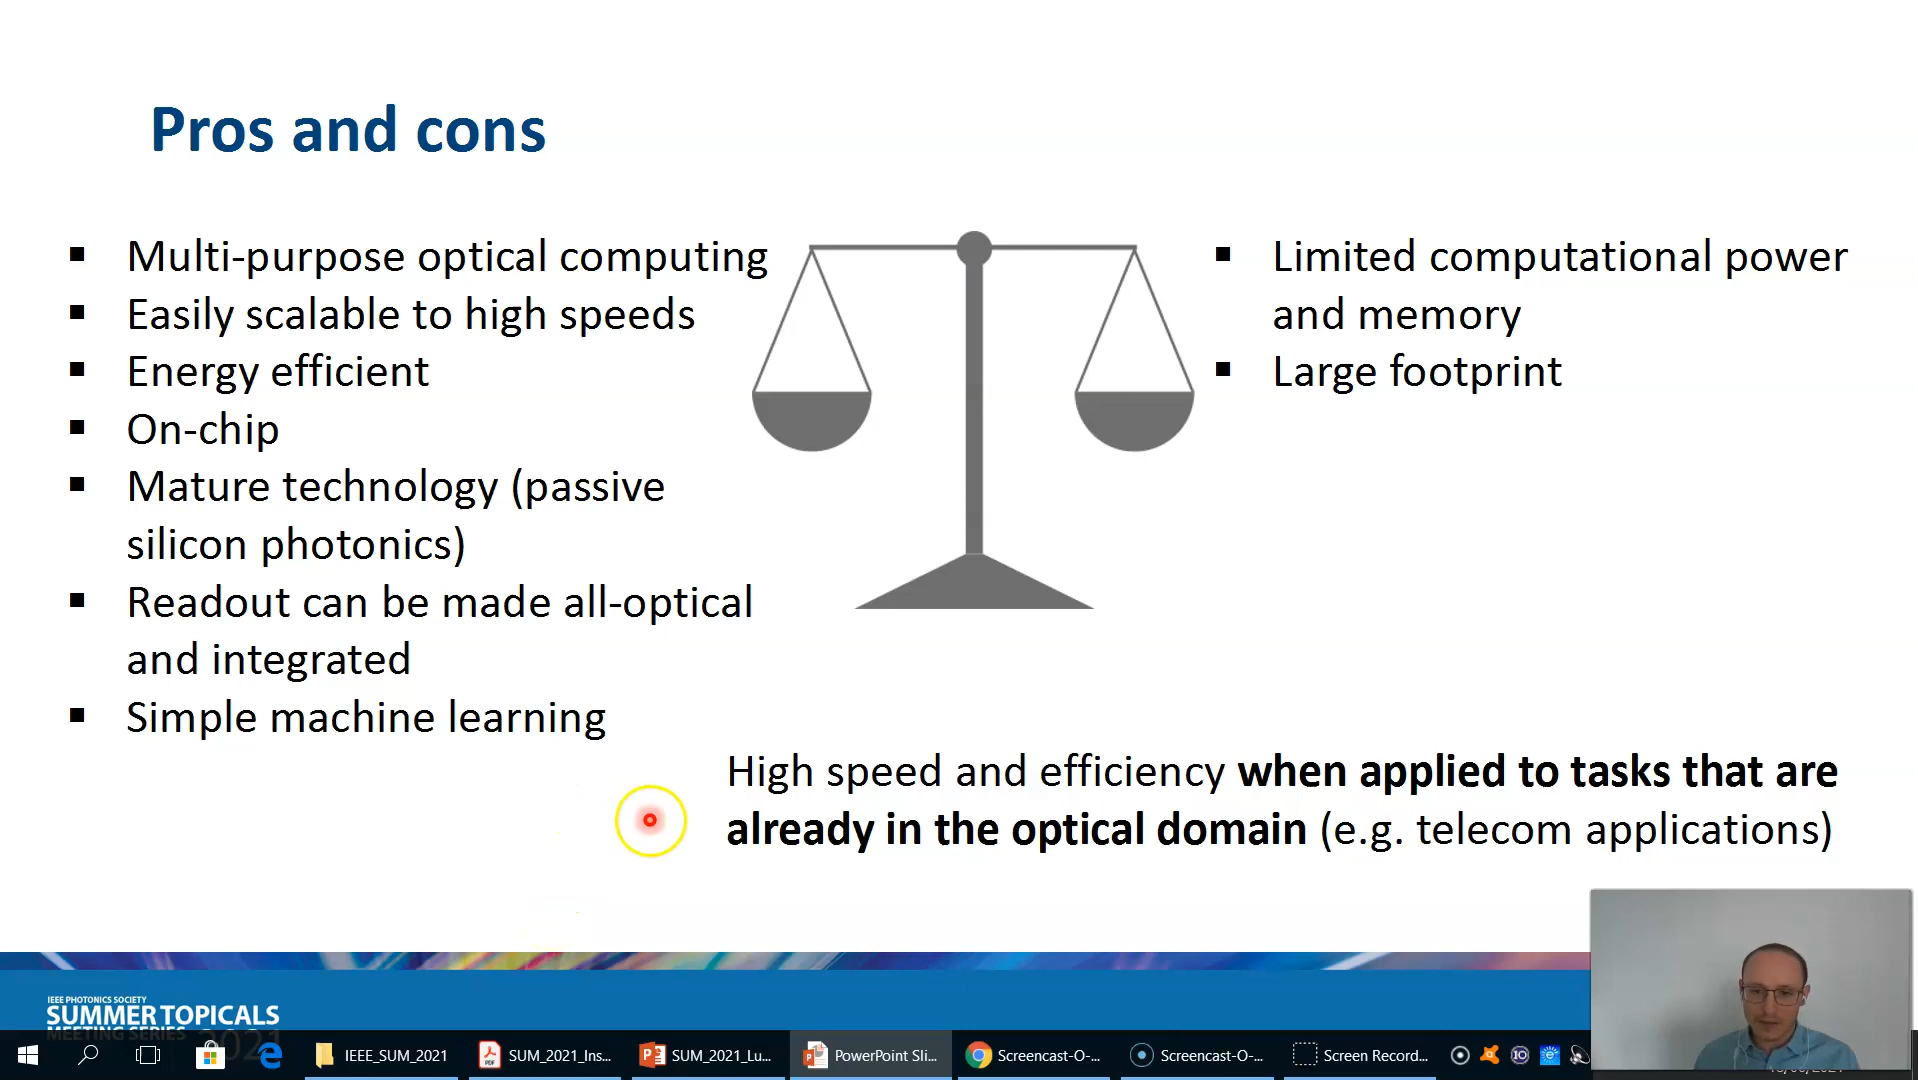 Pros and cons
▪ Multi-purpose optical computing
▪ Easily scalable to high speeds
▪ Energy efficient
▪ On-chip
▪ Mature technology (passive
silicon photonics)
▪ Readout can be made all-optical
and integrated
▪ Simple machine learning
▪ Limited computational power
and memory
▪ Large footprint
High speed and efficiency when applied to tasks that are
already in the optical domain (e.g. telecom applications)
IEEE PHOTONICS SOCIETY
SUMMER TOPICALS
MEETING SERIES 2021
IEEE_SUM_2021
SUM_2021_Ins...
SUM_2021_Lu...
PowerPoint Sli...
Screencast-O-...
Screencast-O-...
Screen Record...